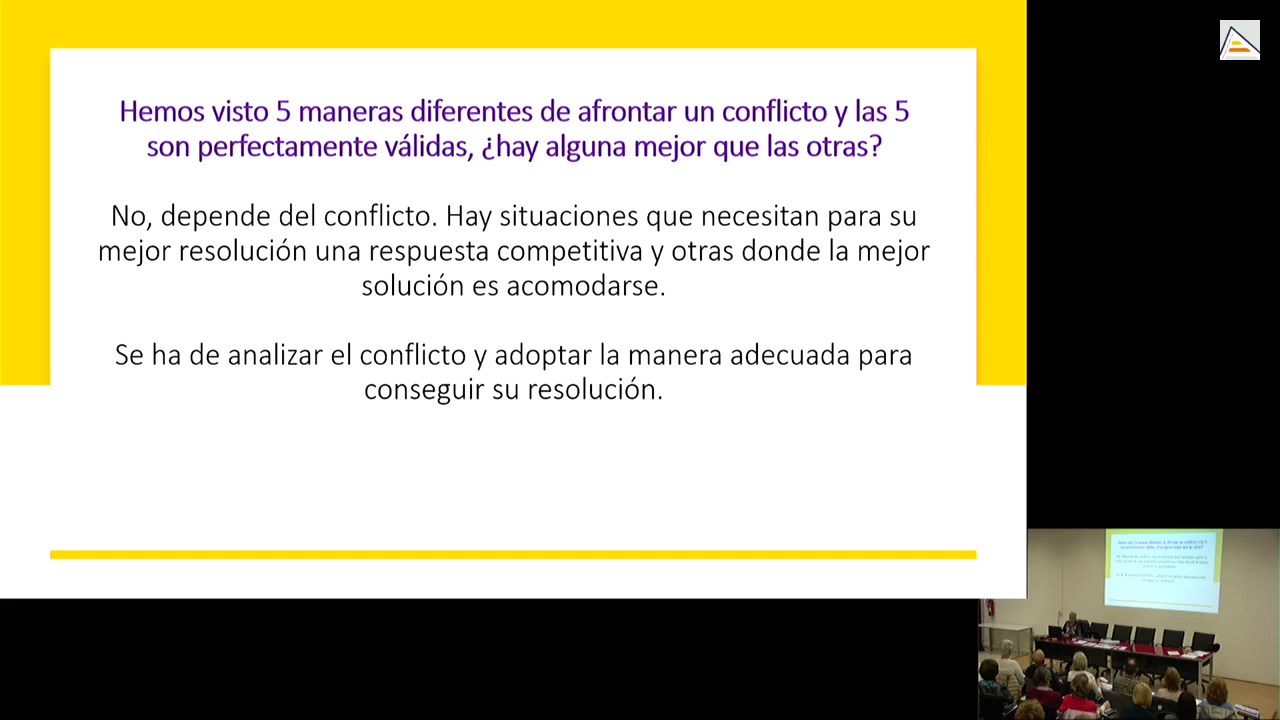 Hemos visto 5 maneras diferentes de afrontar un conflicto y las 5
son perfectamente válidas, ¿hay alguna mejor que las otras?
No, depende del conflicto. Hay situaciones que necesitan para su
mejor resolución una respuesta competitiva y otras donde la mejor
solución es acomodarse.
Se ha de analizar el conflicto y adoptar la manera adecuada para
conseguir su resolución.